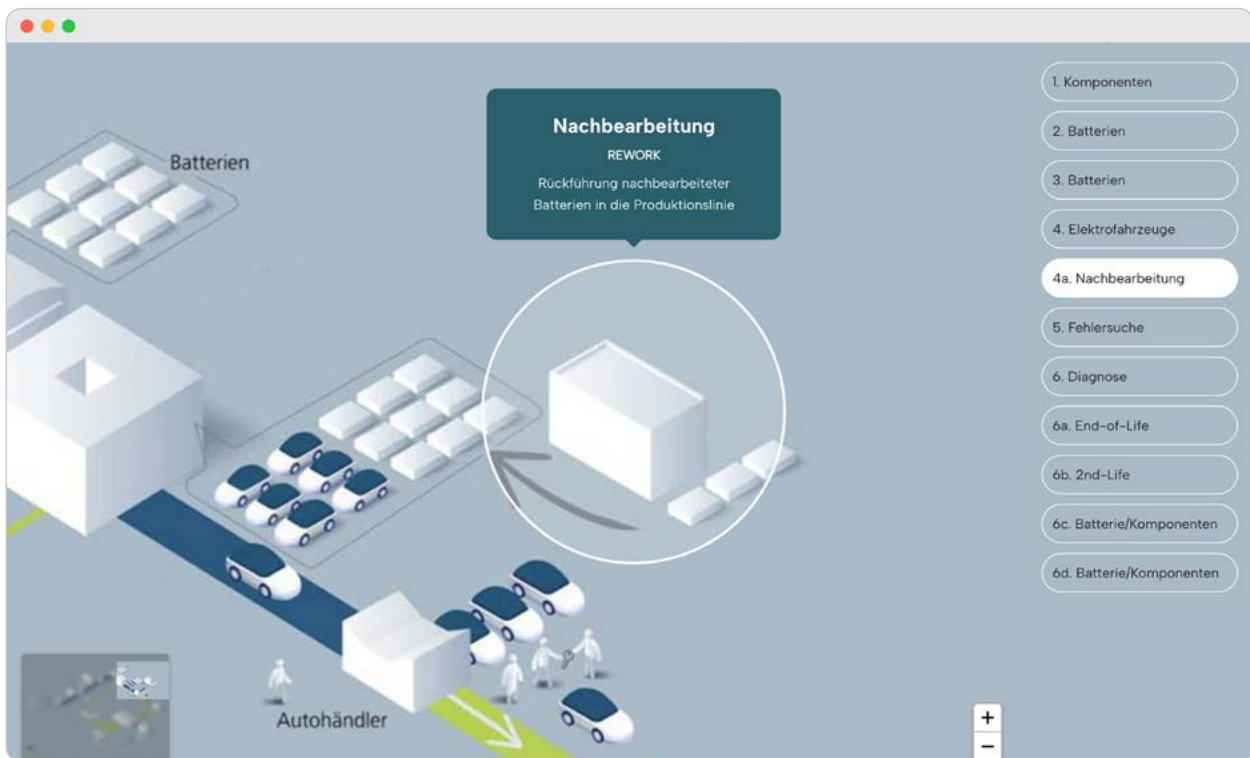 Batterien
Nachbearbeitung
REWORK
Rückführung nachbearbeiteter
Batterien in die Produktionslinie
Autohändler
1. Komponenten
2. Batterien
3. Batterien
4. Elektrofahrzeuge
4a. Nachbearbeitung
5. Fehlersuche
6. Diagnose
6a. End-of-Life
6b. 2nd-Life
6c. Batterie/Komponenten
6d. Batterie/Komponenten
+
−